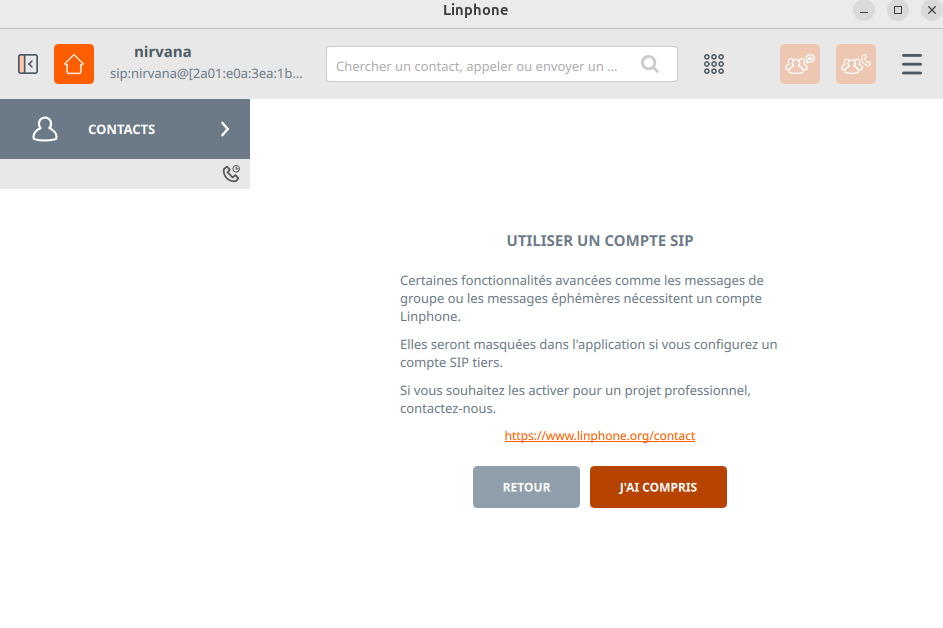 Linphone
nirvana
sip:nirvana@[2a01:e0a:3ea:1b...
Chercher un contact, appeler ou envoyer un ...
CONTACTS
UTILISER UN COMPTE SIP
Certaines fonctionnalités avancées comme les messages de
groupe ou les messages éphémères nécessitent un compte
Linphone.
Elles seront masquées dans l'application si vous configurez un
compte SIP tiers.
Si vous souhaitez les activer pour un projet professionnel,
contactez-nous.
https://www.linphone.org/contact
RETOUR
J'AI COMPRIS